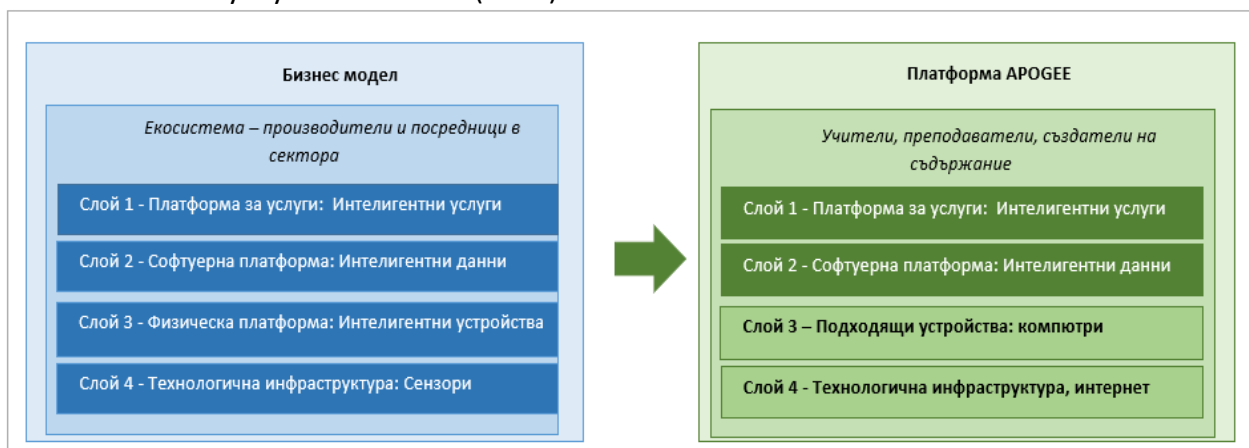 Бизнес модел
Екосистема – производители и посредници в
сектора
Слой 1 - Платформа за услуги: Интелигентни услуги
Слой 2 - Софтуерна платформа: Интелигентни данни
Слой 3 - Физическа платформа: Интелигентни устройства
Слой 4 - Технологична инфраструктура: Сензори
Платформа APOGEE
Учители, преподаватели, създатели на
съдържание
Слой 1 - Платформа за услуги: Интелигентни услуги
Слой 2 - Софтуерна платформа: Интелигентни данни
Слой 3 – Подходящи устройства: компютри
Слой 4 - Технологична инфраструктура, интернет